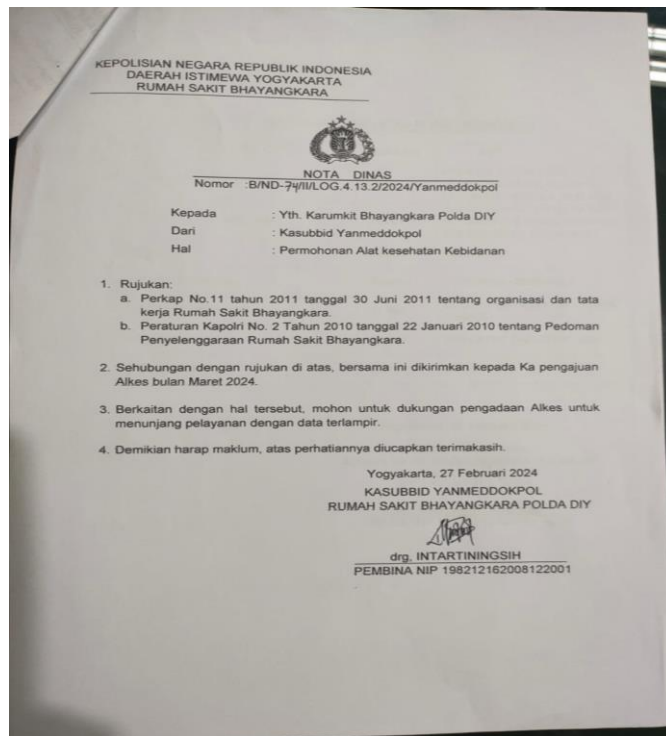 KEPOLISIAN NEGARA REPUBLIK INDONESIA
DAERAH ISTIMEWA YOGYAKARTA
RUMAH SAKIT BHAYANGKARA
NOTA DINAS
Nomor :B/ND-74/II/LOG.4.13.2/2024/Yanmeddokpol
Kepada : Yth. Karumkit Bhayangkara Polda DIY
Dari : Kasubbid Yanmeddokpol
Hal : Permohonan Alat kesehatan Kebidanan
1. Rujukan:
a. Perkap No.11 tahun 2011 tanggal 30 Juni 2011 tentang organisasi dan tata
kerja Rumah Sakit Bhayangkara.
b. Peraturan Kapolri No. 2 Tahun 2010 tanggal 22 Januari 2010 tentang Pedoman
Penyelenggaraan Rumah Sakit Bhayangkara.
2. Sehubungan dengan rujukan di atas, bersama ini dikirimkan kepada Ka pengajuan
Alkes bulan Maret 2024.
3. Berkaitan dengan hal tersebut, mohon untuk dukungan pengadaan Alkes untuk
menunjang pelayanan dengan data terlampir.
4. Demikian harap maklum, atas perhatiannya diucapkan terimakasih.
Yogyakarta, 27 Februari 2024
KASUBBID YANMEDDOKPOL
RUMAH SAKIT BHAYANGKARA POLDA DIY
drg. INTARTININGSIH
PEMBINA NIP 198212162008122001